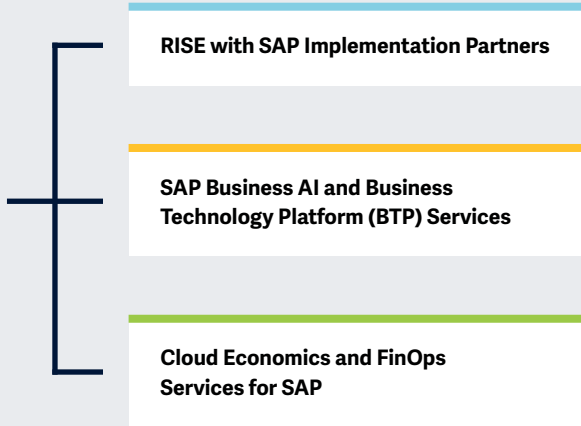 RISE with SAP Implementation Partners
SAP Business AI and Business
Technology Platform (BTP) Services
Cloud Economics and FinOps
Services for SAP